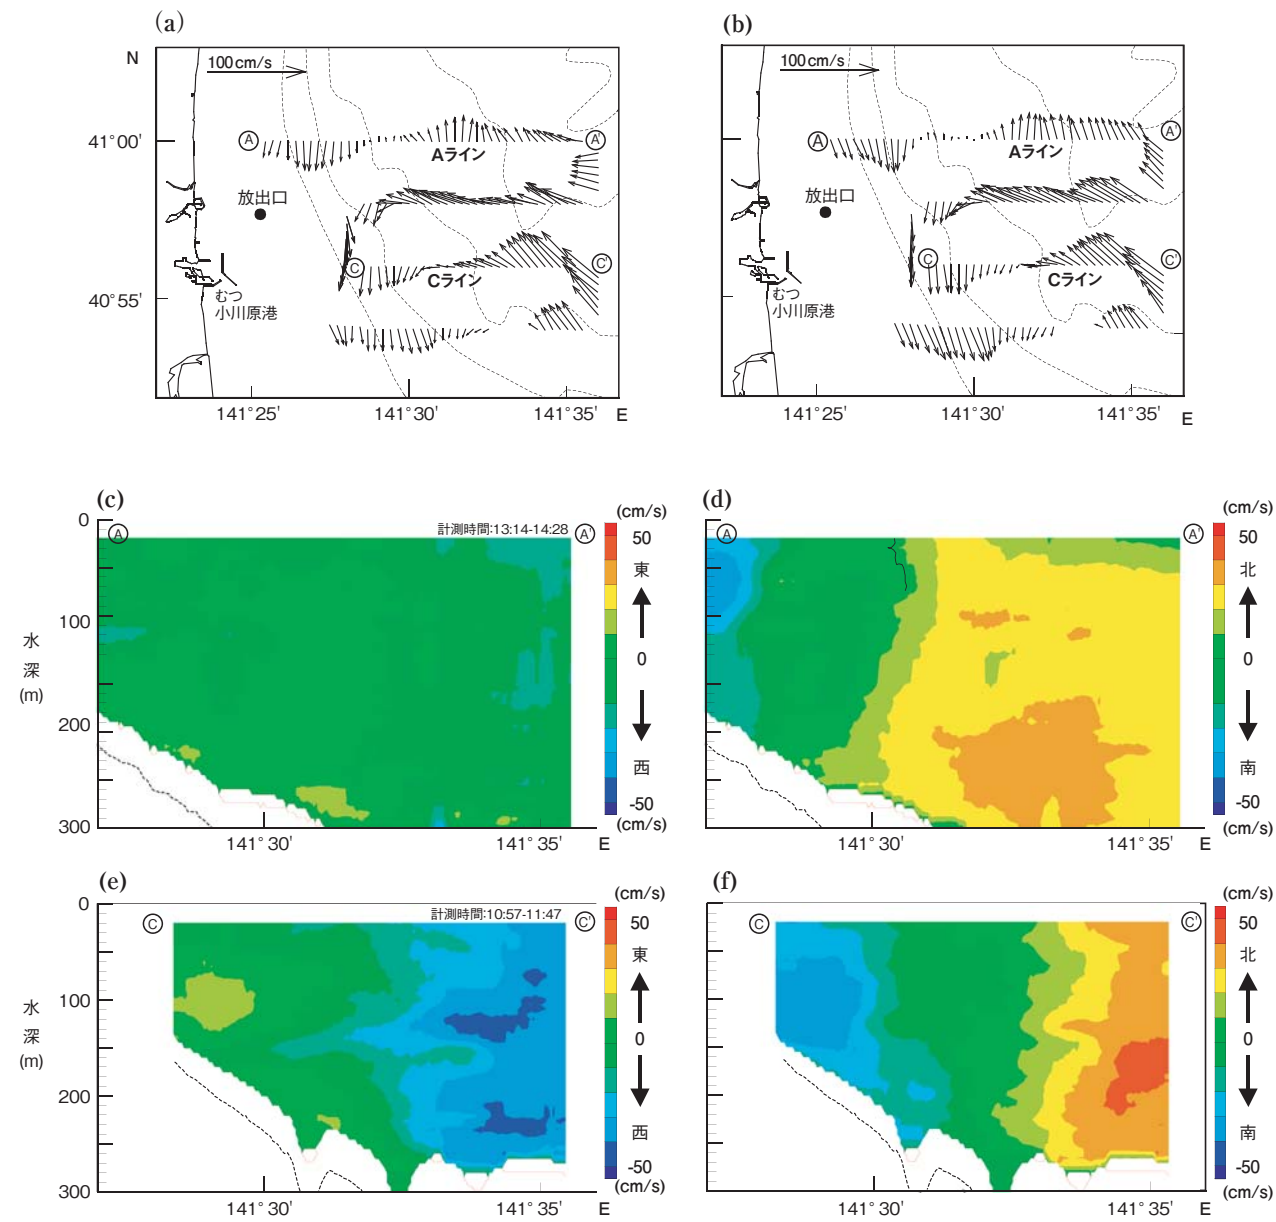 (a)
N
100cm/s
41°00'
A
A'
Aライン
放出口
C
C'
Cライン
むつ
小川原港
40°55'
141°25'
141°30'
141°35'
E
(b)
100cm/s
A
A'
Aライン
放出口
C
C'
Cライン
むつ
小川原港
141°25'
141°30'
141°35'
E
(c)
A
計測時間:13:14-14:28
A'
0
100
200
300
水
深
(m)
141°30'
141°35'
E
(cm/s)
50
東
0
西
-50
(cm/s)
(d)
A
A'
141°30'
141°35'
E
(cm/s)
50
北
0
南
-50
(cm/s)
(e)
C
計測時間:10:57-11:47
C'
0
100
200
300
水
深
(m)
141°30'
141°35'
E
(cm/s)
50
東
0
西
-50
(cm/s)
(f)
C
C'
141°30'
141°35'
E
(cm/s)
50
北
0
南
-50
(cm/s)